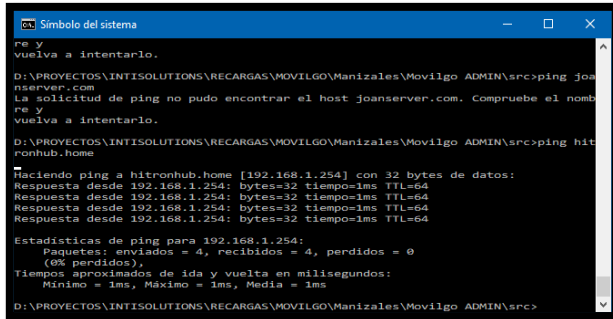 Símbolo del sistema
re y
vuelva a intentarlo.
D:\PROYECTOS\INTISOLUTIONS\RECARGAS\MOVILGO\Manizales\Movilgo ADMIN\src>ping joa
nserver.com
La solicitud de ping no pudo encontrar el host joanserver.com. Compruebe el nomb
re y
vuelva a intentarlo.
D:\PROYECTOS\INTISOLUTIONS\RECARGAS\MOVILGO\Manizales\Movilgo ADMIN\src>ping hit
ronhub.home
Haciendo ping a hitronhub.home [192.168.1.254] con 32 bytes de datos:
Respuesta desde 192.168.1.254: bytes=32 tiempo=1ms TTL=64
Respuesta desde 192.168.1.254: bytes=32 tiempo=1ms TTL=64
Respuesta desde 192.168.1.254: bytes=32 tiempo=1ms TTL=64
Respuesta desde 192.168.1.254: bytes=32 tiempo=1ms TTL=64
Estadísticas de ping para 192.168.1.254:
Paquetes: enviados = 4, recibidos = 4, perdidos = 0
(0% perdidos),
Tiempos aproximados de ida y vuelta en milisegundos:
Mínimo = 1ms, Máximo = 1ms, Media = 1ms
D:\PROYECTOS\INTISOLUTIONS\RECARGAS\MOVILGO\Manizales\Movilgo ADMIN\src>